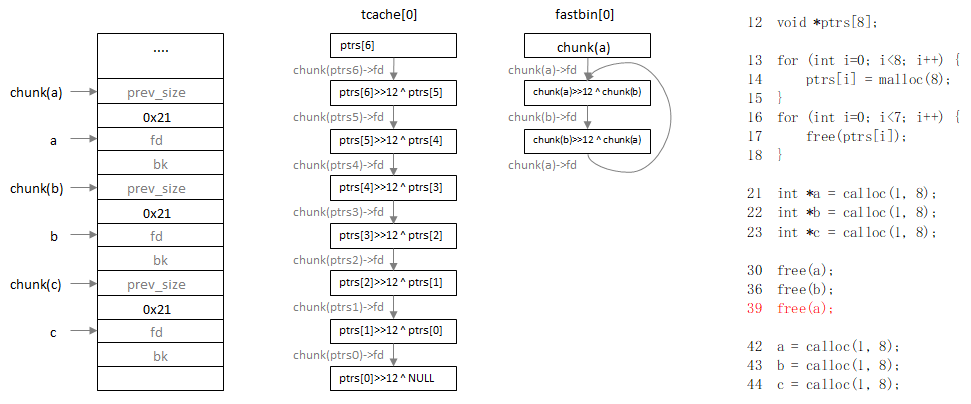 tcache[0]
fastbin[0]
....
chunk(a)
prev_size
0x21
a
fd
bk
chunk(b)
prev_size
0x21
b
fd
bk
chunk(c)
prev_size
0x21
c
fd
bk
ptrs[6]
chunk(ptrs6)->fd
ptrs[6]>>12 ^ ptrs[5]
chunk(ptrs5)->fd
ptrs[5]>>12 ^ ptrs[4]
chunk(ptrs4)->fd
ptrs[4]>>12 ^ ptrs[3]
chunk(ptrs3)->fd
ptrs[3]>>12 ^ ptrs[2]
chunk(ptrs2)->fd
ptrs[2]>>12 ^ ptrs[1]
chunk(ptrs1)->fd
ptrs[1]>>12 ^ ptrs[0]
chunk(ptrs0)->fd
ptrs[0]>>12 ^ NULL
chunk(a)
chunk(a)->fd
chunk(a)>>12 ^ chunk(b)
chunk(b)->fd
chunk(b)>>12 ^ chunk(a)
chunk(a)->fd
12 void *ptrs[8];
13 for (int i=0; i<8; i++) {
14 ptrs[i] = malloc(8);
15 }
16 for (int i=0; i<7; i++) {
17 free(ptrs[i]);
18 }
21 int *a = calloc(1, 8);
22 int *b = calloc(1, 8);
23 int *c = calloc(1, 8);
30 free(a);
36 free(b);
39 free(a);
42 a = calloc(1, 8);
43 b = calloc(1, 8);
44 c = calloc(1, 8);